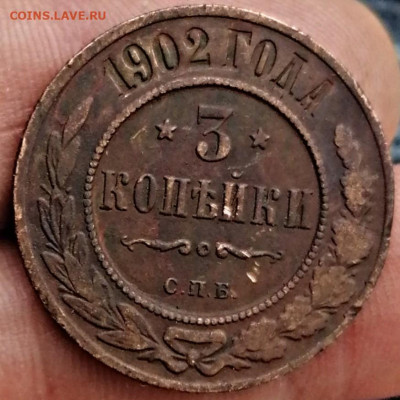 COINS.LAVE.RU
1902 ГОДА
3
КОПѢЙКИ
С.П.Б.